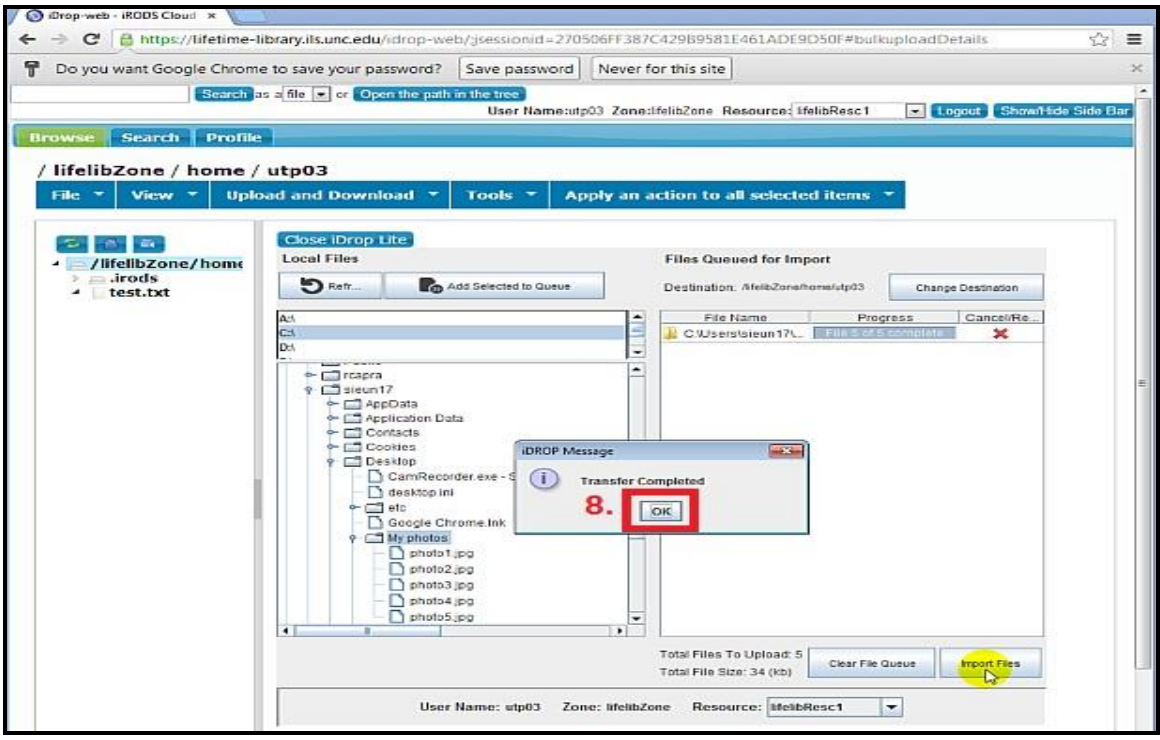 iDrop-web - iRODS Cloud
https://lifetime-library.ils.unc.edu/idrop-web/;jsessionid=270506FF387C429B9581E461ADE9D50F#bulkuploadDetails
Do you want Google Chrome to save your password? Save password Never for this site
Search as a file or Open the path in the tree
User Name:utp03 Zone:lifelibZone Resource: lifelibResc1 Logout Show/Hide Side Bar
Browse Search Profile
/ lifelibZone / home / utp03
File View Upload and Download Tools Apply an action to all selected items
Close iDrop Lite
/lifelibZone/home
.irods
test.txt
Local Files
Refr... Add Selected to Queue
A:\
C:\
D:\
rcapra
sieun17
AppData
Application Data
Contacts
Cookies
Desktop
CamRecorder.exe - S
desktop.ini
etc
Google Chrome.lnk
My photos
photo1.jpg
photo2.jpg
photo3.jpg
photo4.jpg
photo5.jpg
Files Queued for Import
Destination: /lifelibZone/home/utp03 Change Destination
File Name Progress Cancel/Re...
C:\Users\sieun17\... File 5 of 5 complete
iDROP Message
Transfer Completed
8. OK
Total Files To Upload: 5
Total File Size: 34 (kb)
Clear File Queue Import Files
User Name: utp03 Zone: lifelibZone Resource: lifelibResc1